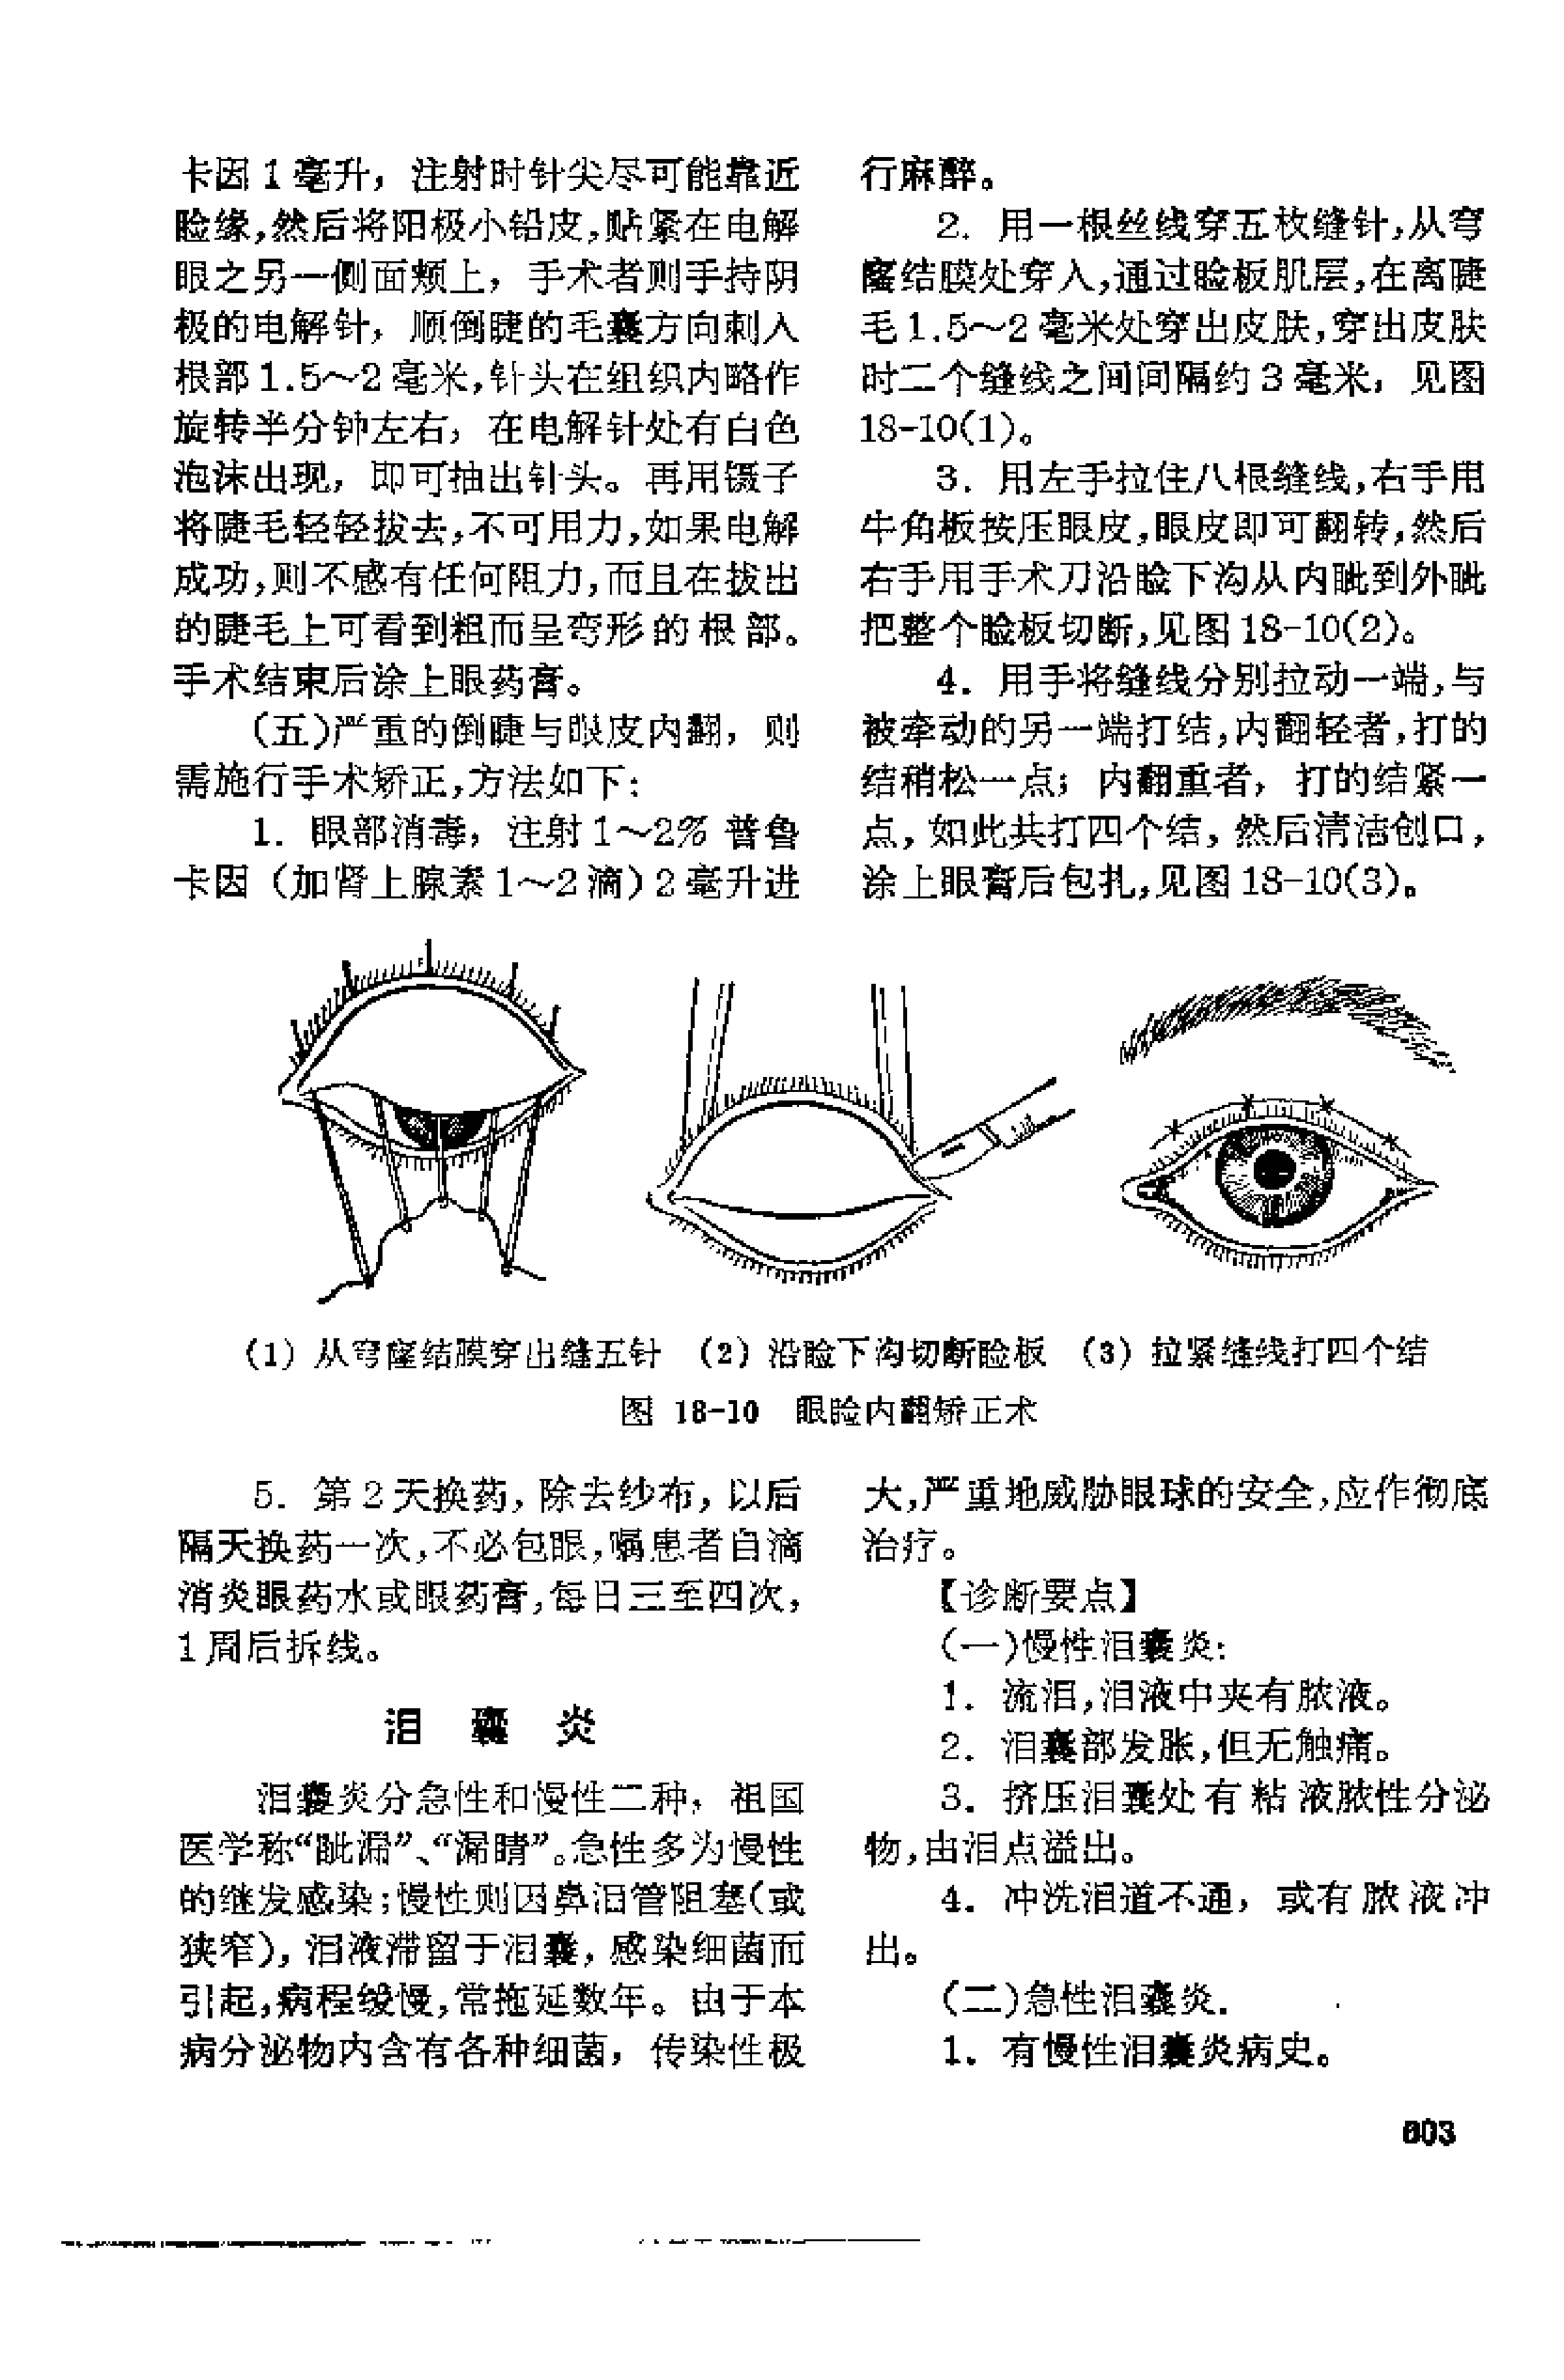 卡因1毫升，注射时针尖尽可能靠近
睑缘,然后将阳极小铅皮,贴紧在电解
眼之另一侧面颊上，手术者则手持阴
极的电解针，顺倒睫的毛囊方向刺入
根部1.5～2毫米,针头在组织内略作
旋转半分钟左右，在电解针处有白色
泡沫出现，即可抽出针头。再用镊子
将睫毛轻轻拔去,不可用力,如果电解
成功,则不感有任何阻力,而且在拔出
的睫毛上可看到粗而呈弯形的根部。
手术结束后涂上眼药膏。
(五)严重的倒睫与眼皮内翻，则
需施行手术矫正,方法如下:
1. 眼部消毒，注射1～2% 普鲁
卡因（加肾上腺素1～2滴）2毫升进
行麻醉。
2. 用一根丝线穿五枚缝针,从穹
窿结膜处穿入,通过睑板肌层,在离睫
毛1.5～2毫米处穿出皮肤,穿出皮肤
时二个缝线之间间隔约3毫米，见图
18-10(1)。
3. 用左手拉住八根缝线,右手用
牛角板按压眼皮,眼皮即可翻转,然后
右手用手术刀沿睑下沟从内眦到外眦
把整个睑板切断,见图18-10(2)。
4. 用手将缝线分别拉动一端,与
被牵动的另一端打结,内翻轻者,打的
结稍松一点；内翻重者，打的结紧一
点，如此共打四个结，然后清洁创口，
涂上眼膏后包扎,见图18-10(3)。
(1) 从穹窿结膜穿出缝五针 (2) 沿睑下沟切断睑板 (3) 拉紧缝线打四个结
图 18-10 眼睑内翻矫正术
5. 第2天换药，除去纱布，以后
隔天换药一次,不必包眼,嘱患者自滴
消炎眼药水或眼药膏,每日三至四次，
1周后拆线。
泪 囊 炎
泪囊炎分急性和慢性二种，祖国
医学称“眦漏”、“漏睛”。急性多为慢性
的继发感染;慢性则因鼻泪管阻塞(或
狭窄)，泪液滞留于泪囊，感染细菌而
引起,病程缓慢,常拖延数年。由于本
病分泌物内含有各种细菌，传染性极
大,严重地威胁眼球的安全,应作彻底
治疗。
【诊断要点】
(一)慢性泪囊炎:
1. 流泪,泪液中夹有脓液。
2. 泪囊部发胀,但无触痛。
3. 挤压泪囊处有粘液脓性分泌
物,由泪点溢出。
4. 冲洗泪道不通，或有脓液冲
出。
(二)急性泪囊炎.
1. 有慢性泪囊炎病史。
603